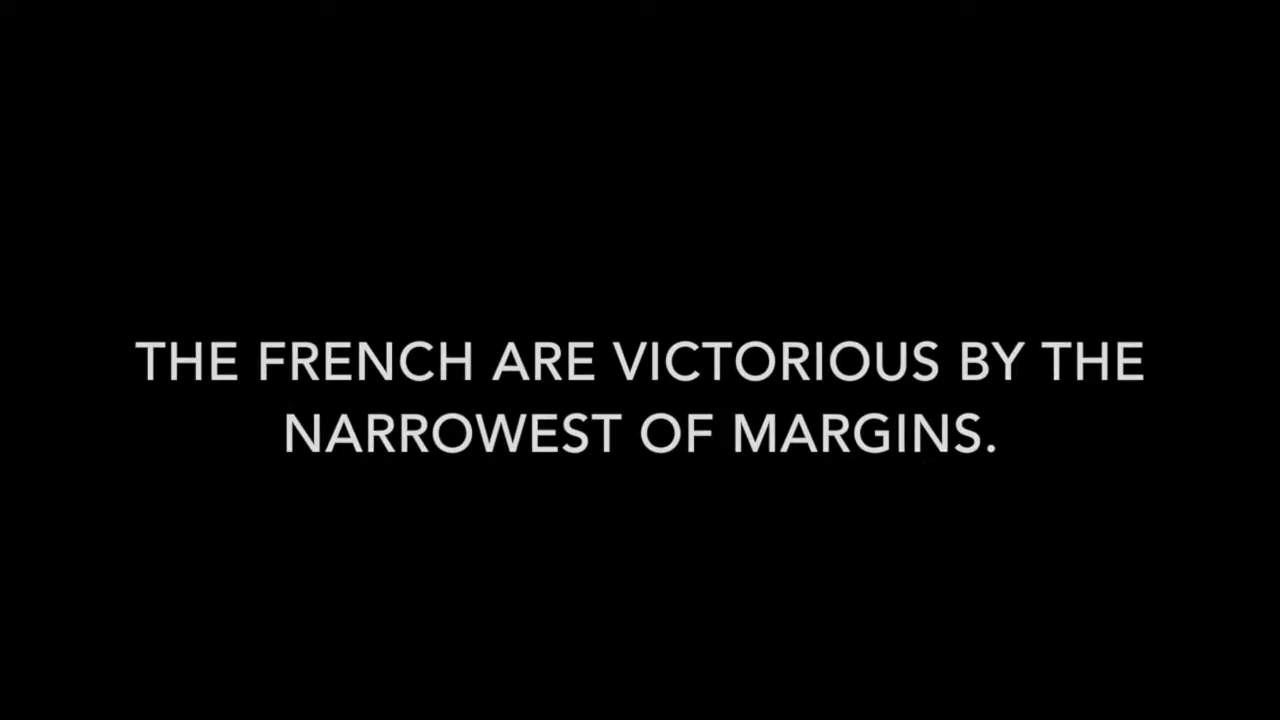 THE FRENCH ARE VICTORIOUS BY THE
NARROWEST OF MARGINS.